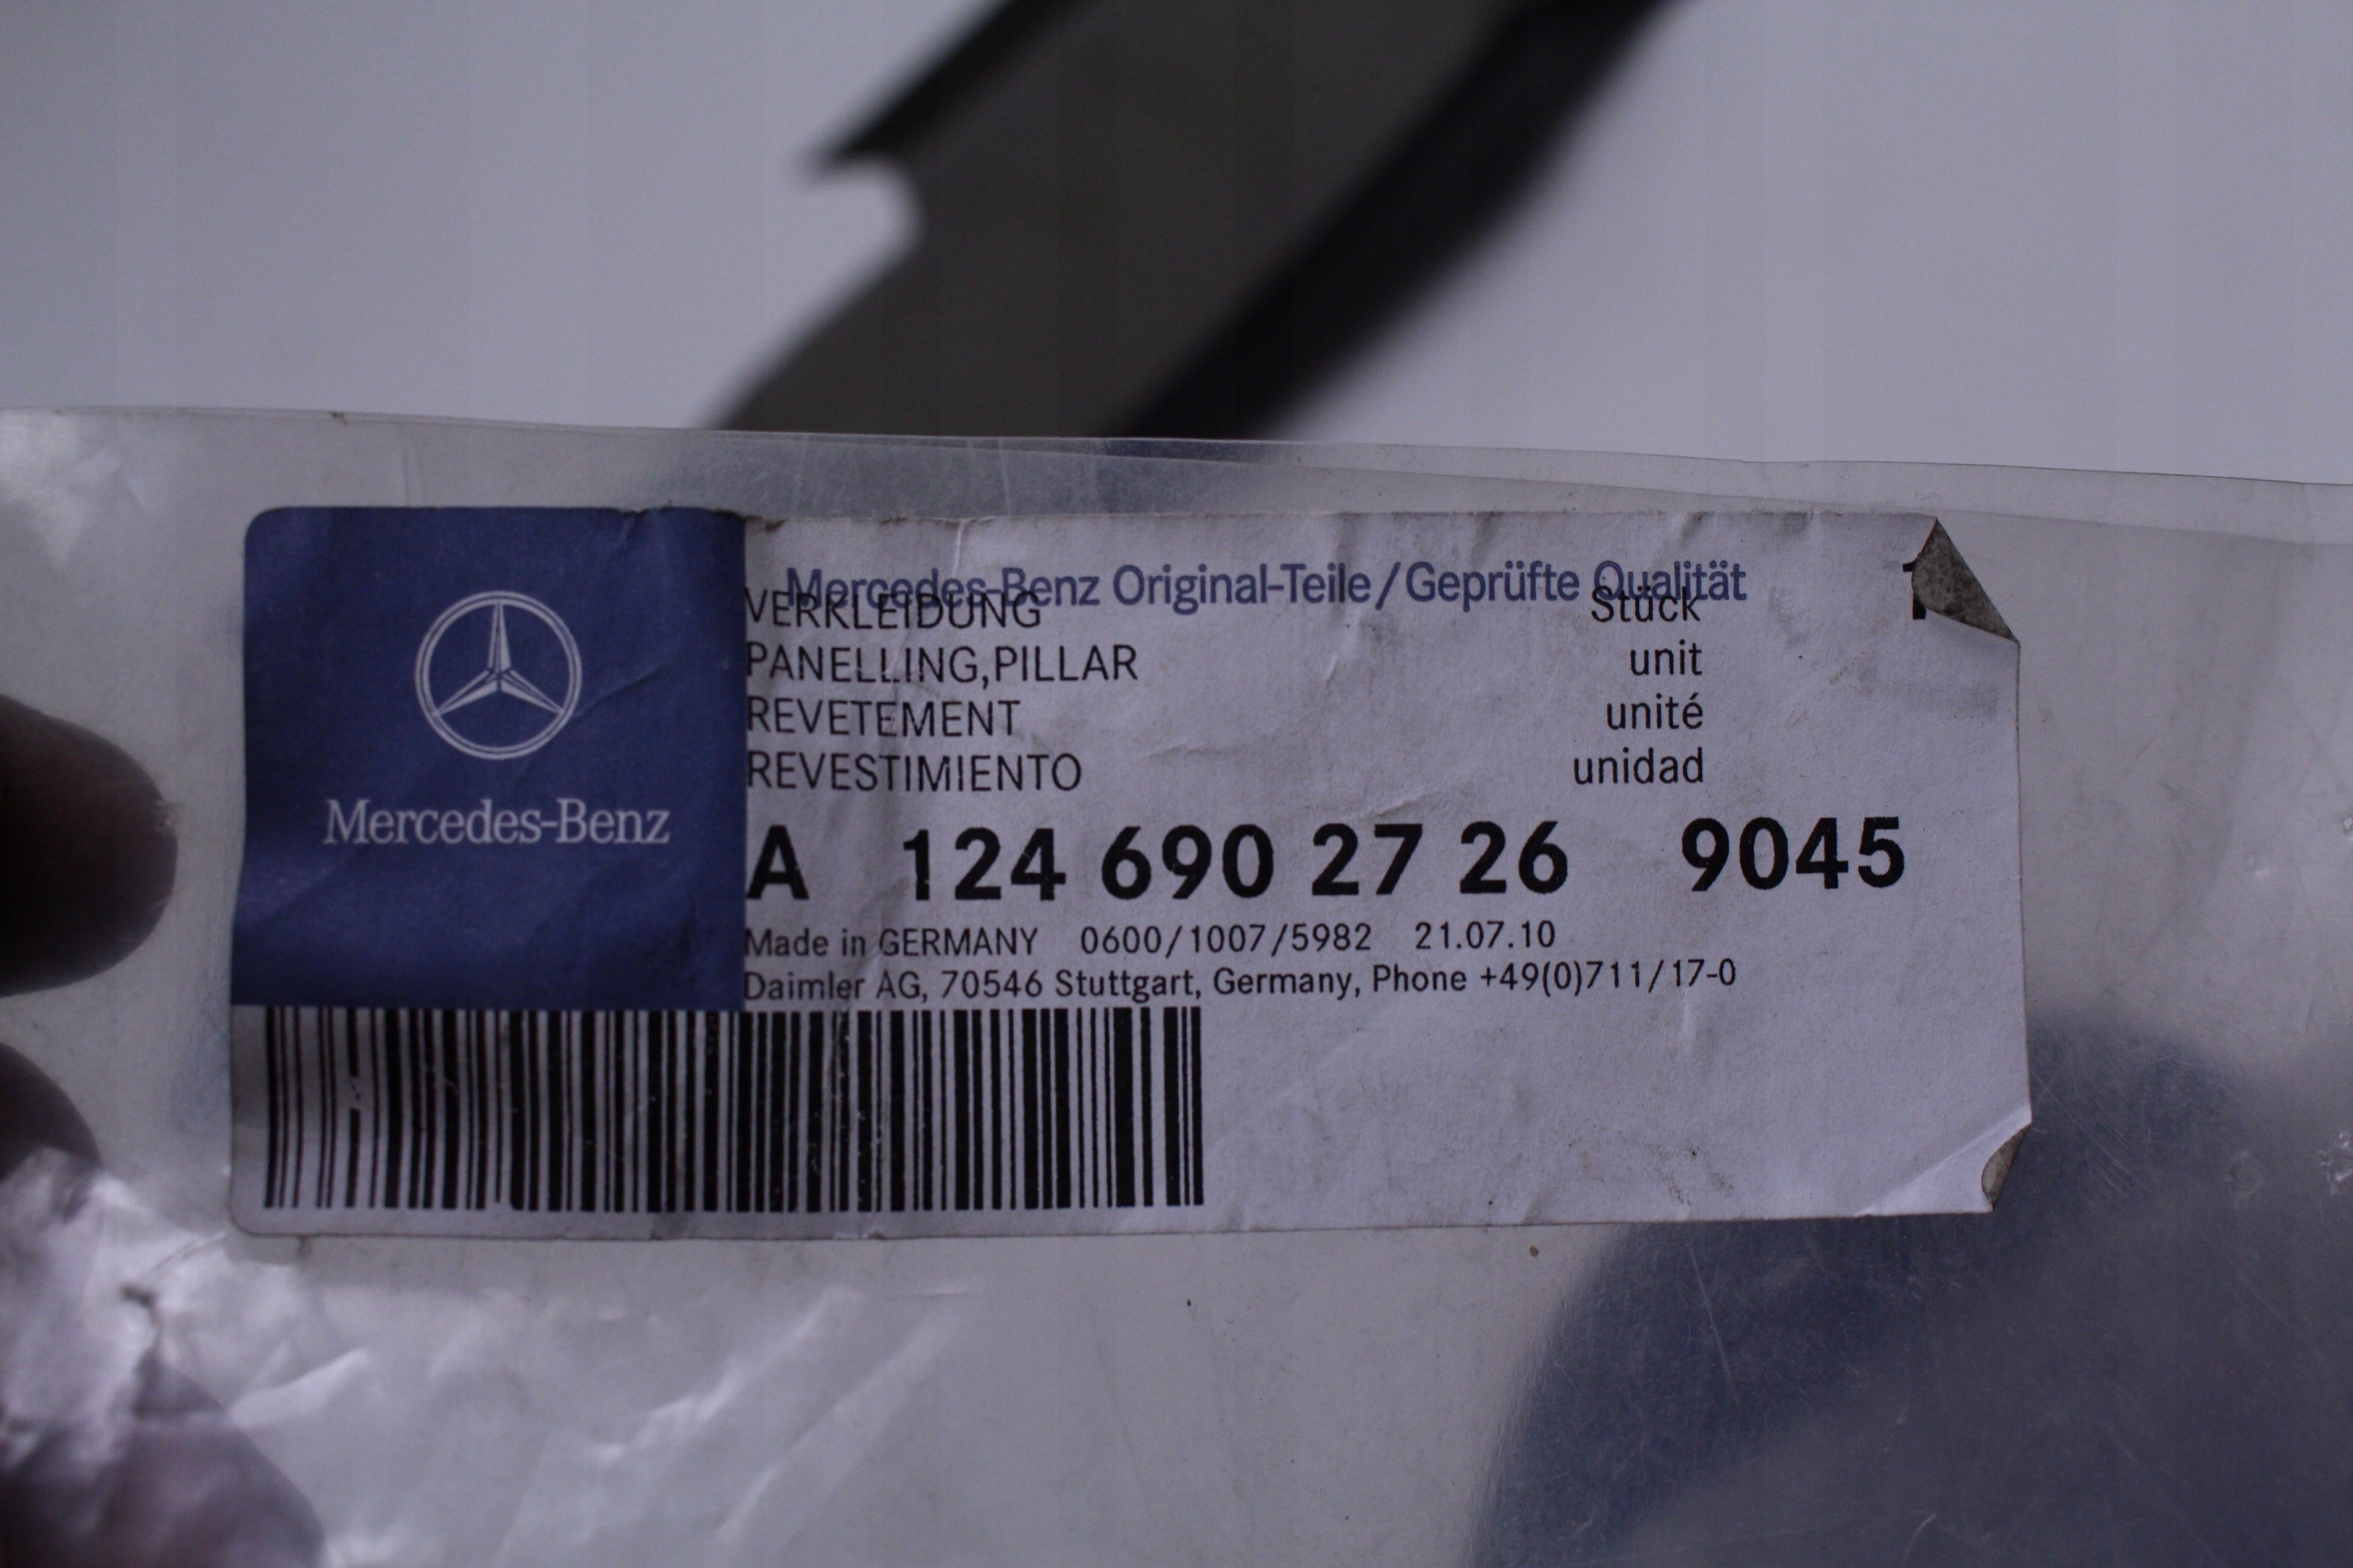 Mercedes-Benz
Mercedes-Benz Original-Teile/Geprüfte Qualität
VERKLEIDUNG Stück
PANELLING,PILLAR unit
REVETEMENT unité
REVESTIMIENTO unidad
A 124 690 27 26 9045
Made in GERMANY 0600/1007/5982 21.07.10
Daimler AG, 70546 Stuttgart, Germany, Phone +49(0)711/17-0